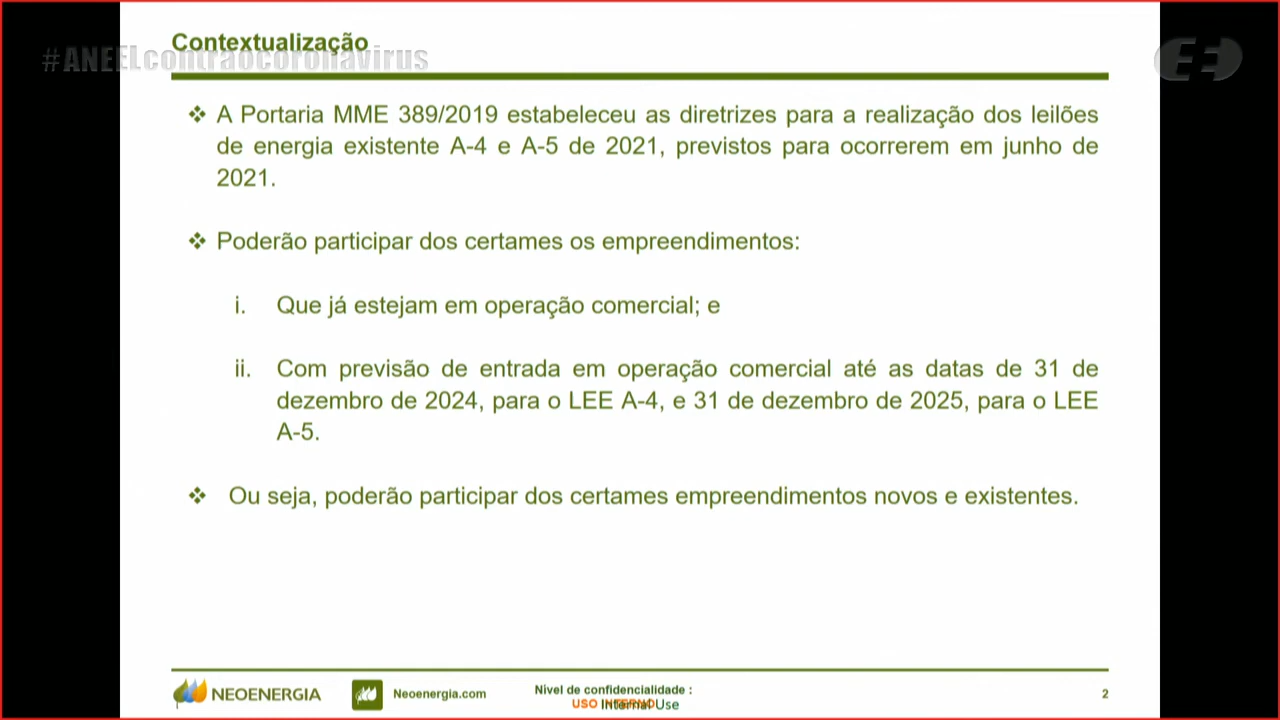 Contextualização
#ANEELcontraocoronavirus
❖ A Portaria MME 389/2019 estabeleceu as diretrizes para a realização dos leilões
de energia existente A-4 e A-5 de 2021, previstos para ocorrerem em junho de
2021.
❖ Poderão participar dos certames os empreendimentos:
i. Que já estejam em operação comercial; e
ii. Com previsão de entrada em operação comercial até as datas de 31 de
dezembro de 2024, para o LEE A-4, e 31 de dezembro de 2025, para o LEE
A-5.
❖ Ou seja, poderão participar dos certames empreendimentos novos e existentes.
NEOENERGIA
Neoenergia.com
Nivel de confidencialidade :
USO INTERNO
Internal Use
2